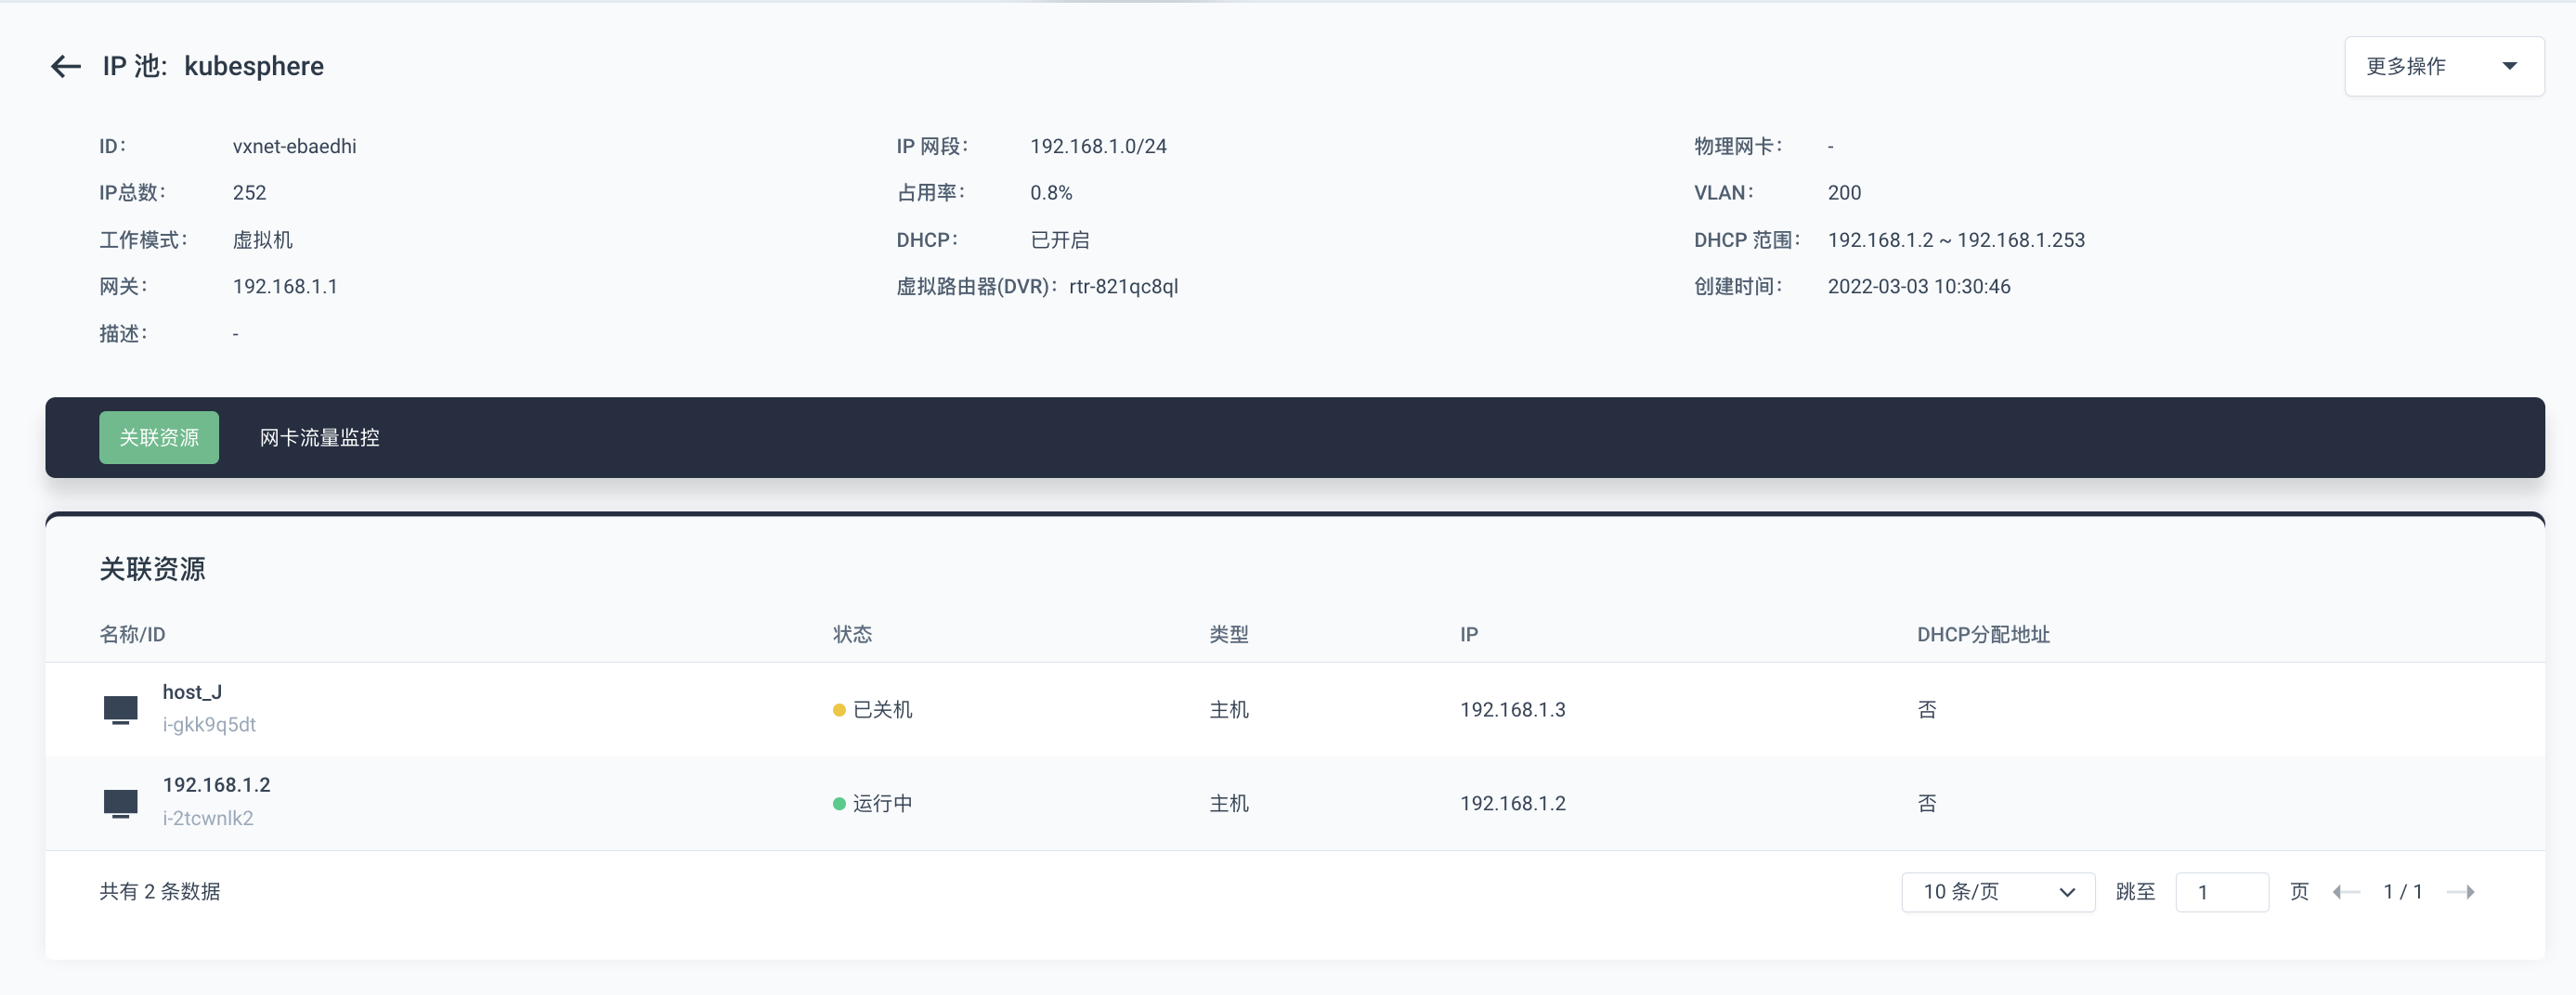 IP 池: kubesphere
更多操作
ID: vxnet-ebaedhi
IP 网段: 192.168.1.0/24
物理网卡: -
IP总数: 252
占用率: 0.8%
VLAN: 200
工作模式: 虚拟机
DHCP: 已开启
DHCP 范围: 192.168.1.2 ~ 192.168.1.253
网关: 192.168.1.1
虚拟路由器(DVR): rtr-821qc8ql
创建时间: 2022-03-03 10:30:46
描述: -
关联资源 网卡流量监控
关联资源
名称/ID 状态 类型 IP DHCP分配地址
host_J
i-gkk9q5dt
已关机 主机 192.168.1.3 否
192.168.1.2
i-2tcwnlk2
运行中 主机 192.168.1.2 否
共有 2 条数据
10 条/页 跳至 1 页 1 / 1